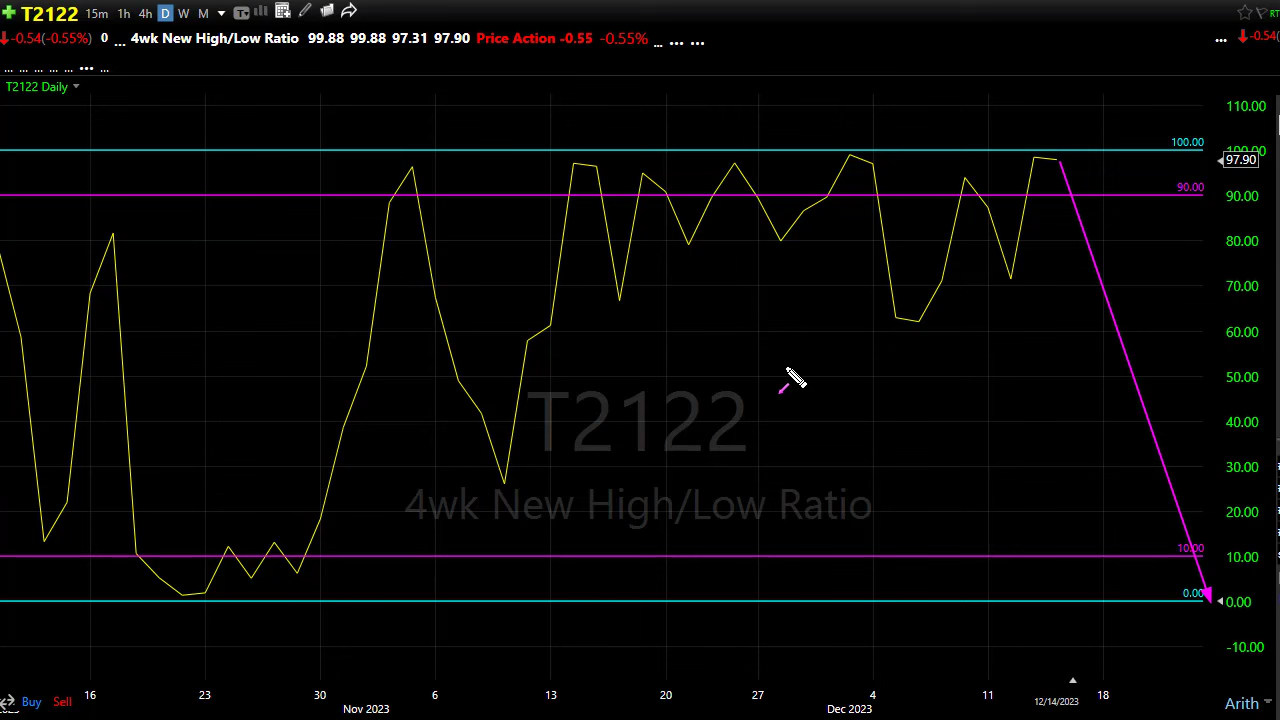 T2122 15m 1h 4h D W M T RT
-0.54(-0.55%) 0 ... 4wk New High/Low Ratio 99.88 99.88 97.31 97.90 Price Action -0.55 -0.55% ... ... ... ... -0.54(
... ... ... ... ... ... ...
T2122 Daily
110.00
100.00
100.00
97.90
90.00
90.00
80.00
70.00
60.00
50.00
T2122
40.00
30.00
4wk New High/Low Ratio
20.00
10.00
10.00
0.00
0.00
-10.00
16 23 30 6 13 20 27 4 11 18
Buy Sell Nov 2023 Dec 2023 12/14/2023 Arith